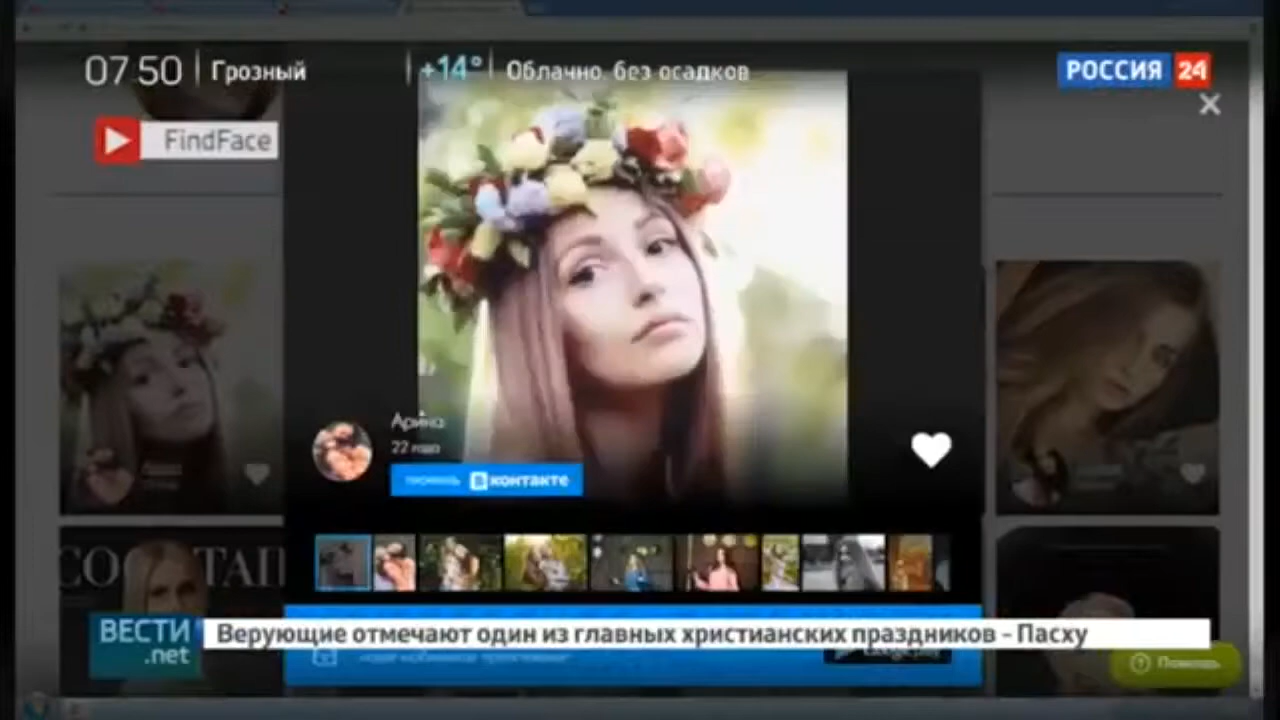 07 50
Грозный
+14°
Облачно, без осадков
РОССИЯ 24
FindFace
Арина
22 года
вконтакте
ВЕСТИ
.net
Верующие отмечают один из главных христианских праздников - Пасху
Помощь